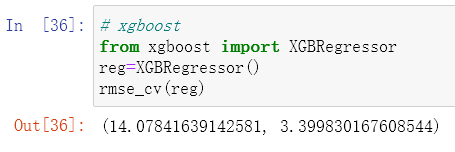 In [36]: # xgboost
from xgboost import XGBRegressor
reg=XGBRegressor()
rmse_cv(reg)
Out[36]: (14.07841639142581, 3.399830167608544)